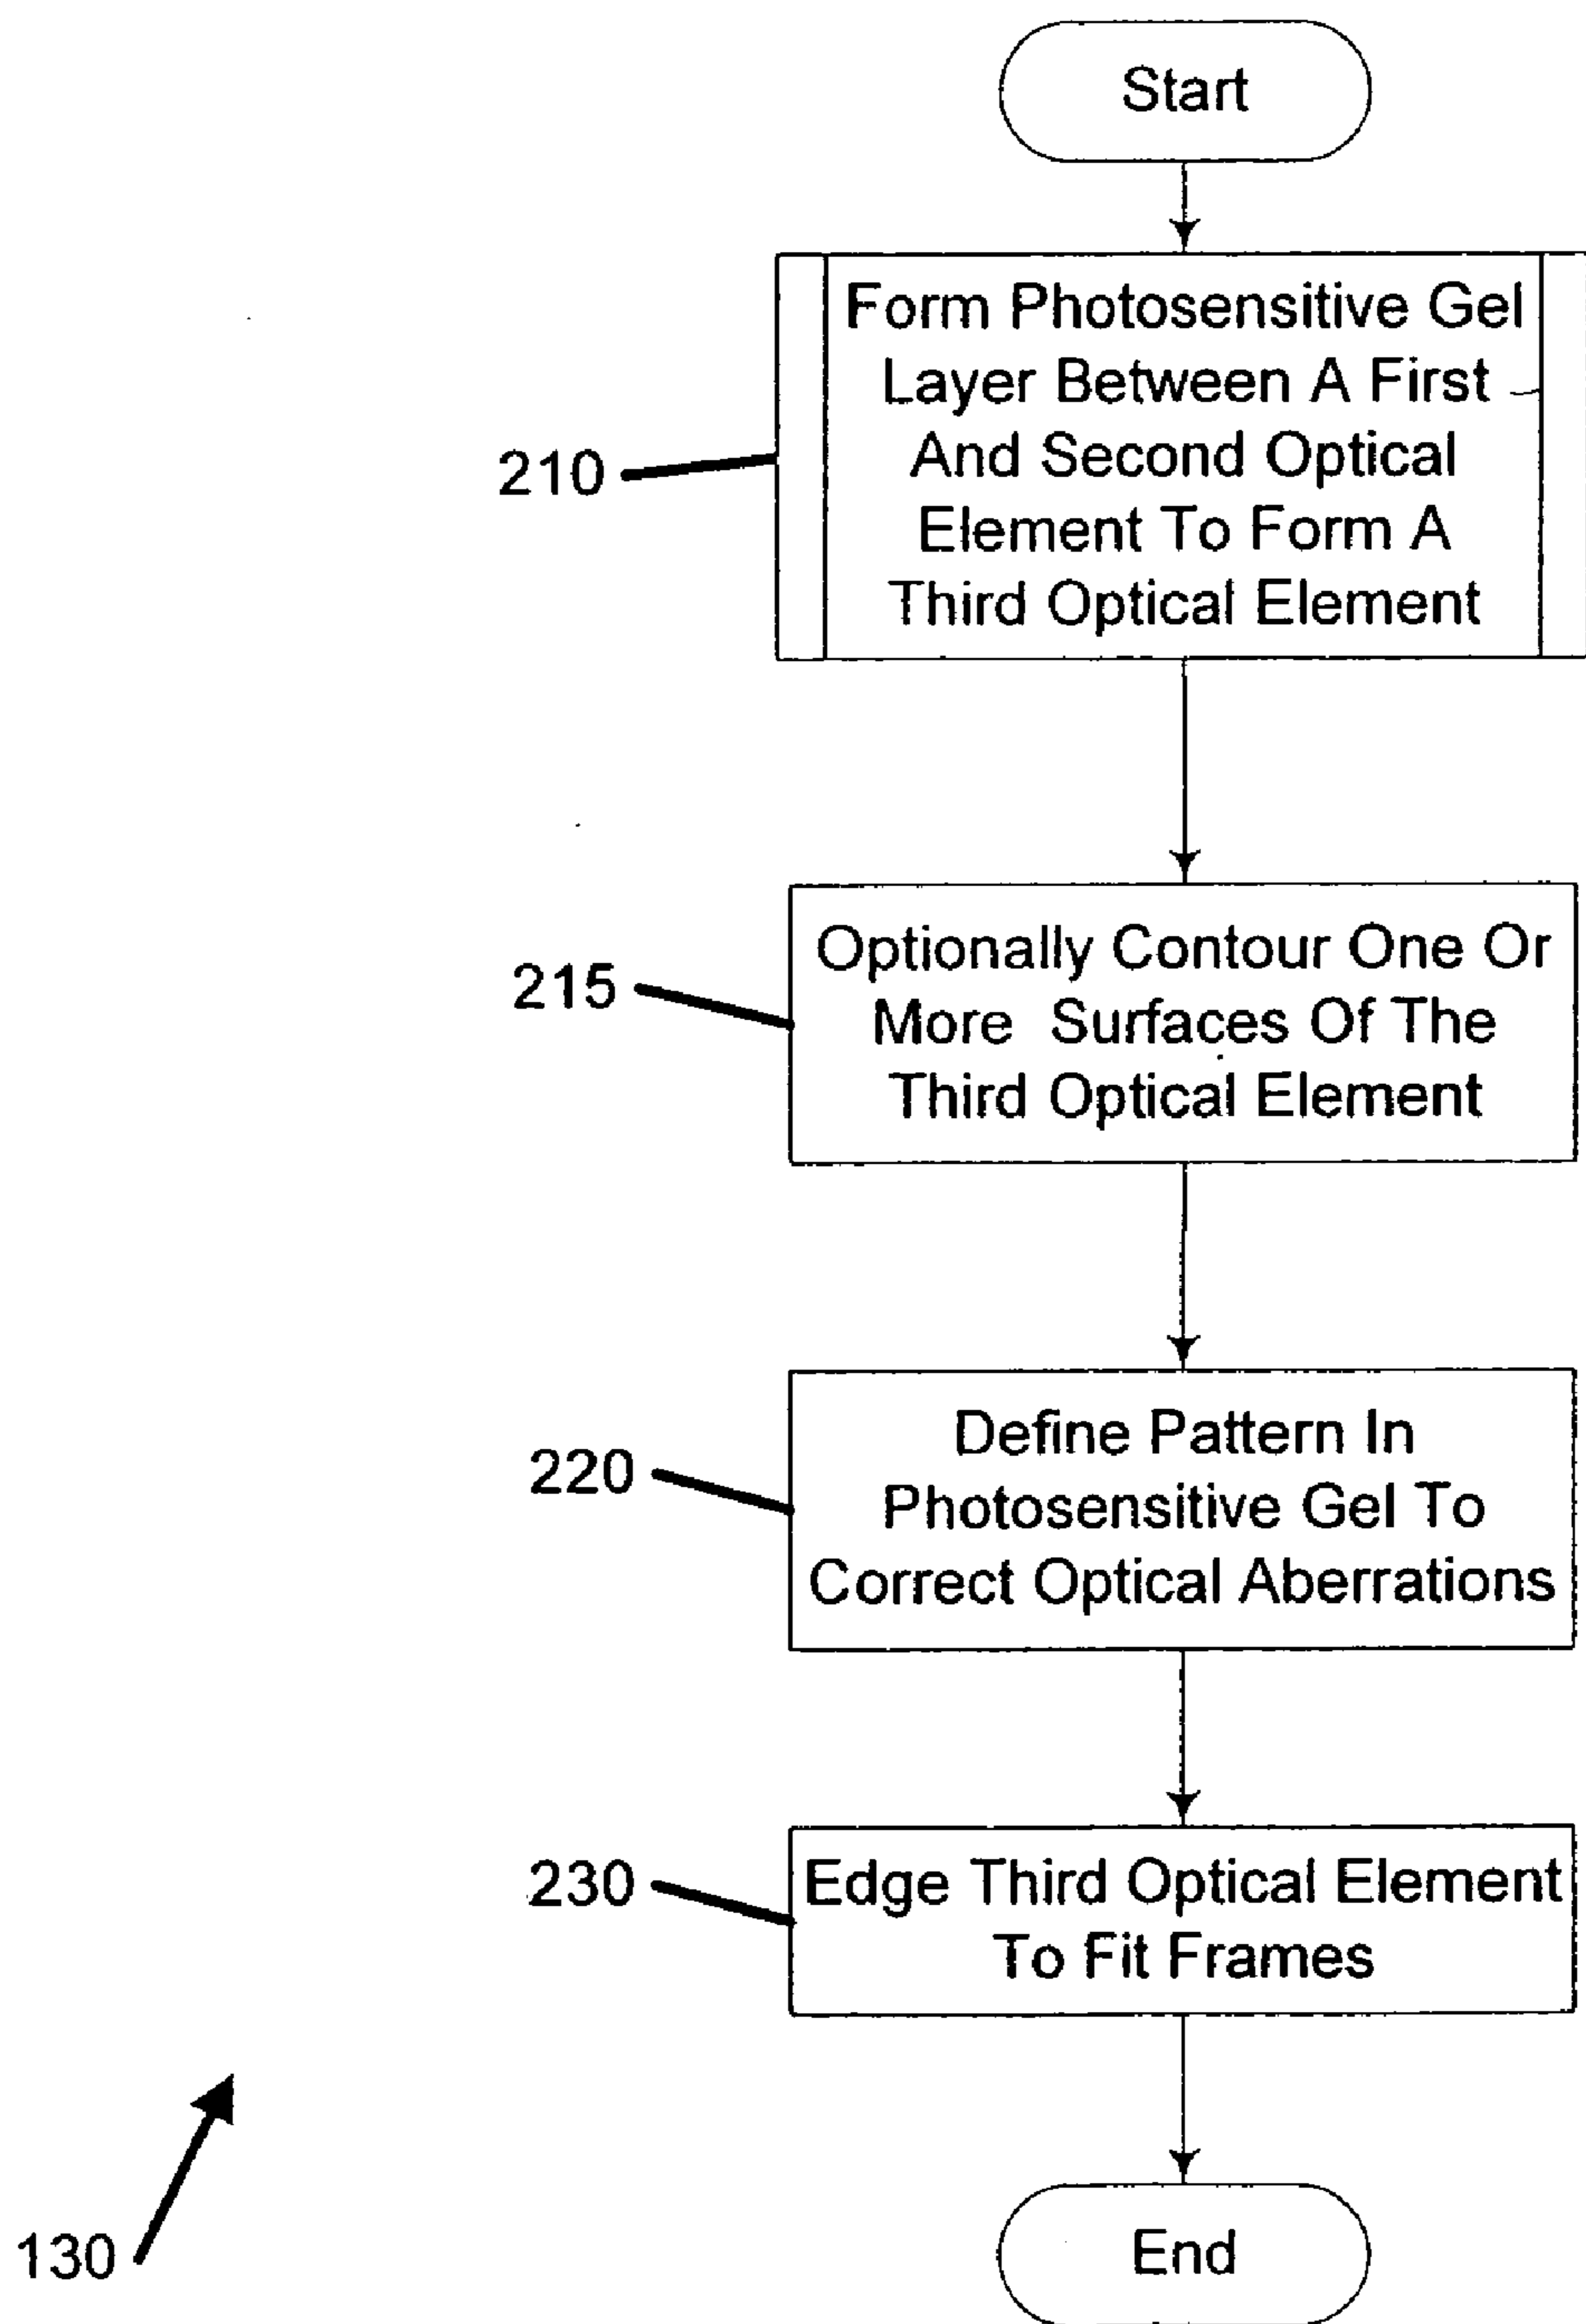 Start
210
Form Photosensitive Gel
Layer Between A First
And Second Optical
Element To Form A
Third Optical Element
215
Optionally Contour One Or
More Surfaces Of The
Third Optical Element
220
Define Pattern In
Photosensitive Gel To
Correct Optical Aberrations
230
Edge Third Optical Element
To Fit Frames
130
End